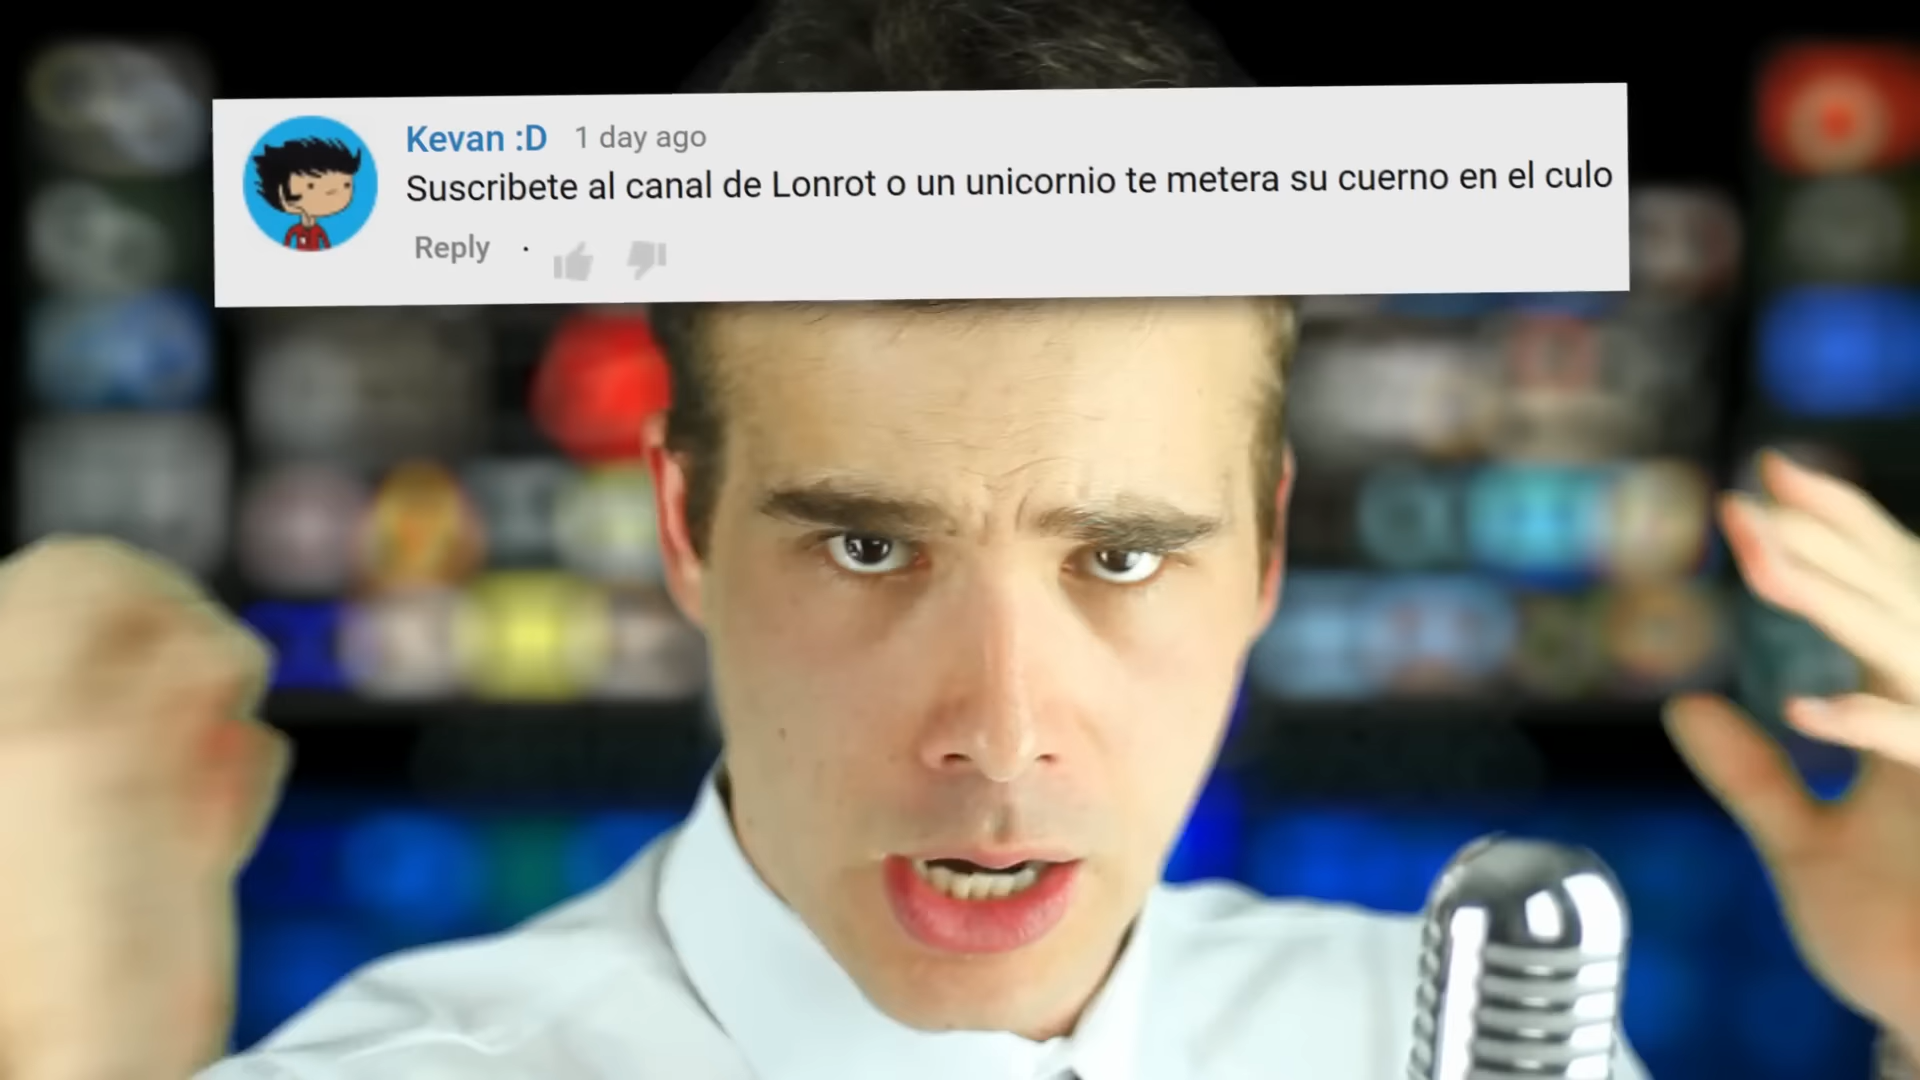 Kevan :D 1 day ago
Suscribete al canal de Lonrot o un unicornio te metera su cuerno en el culo
Reply ·